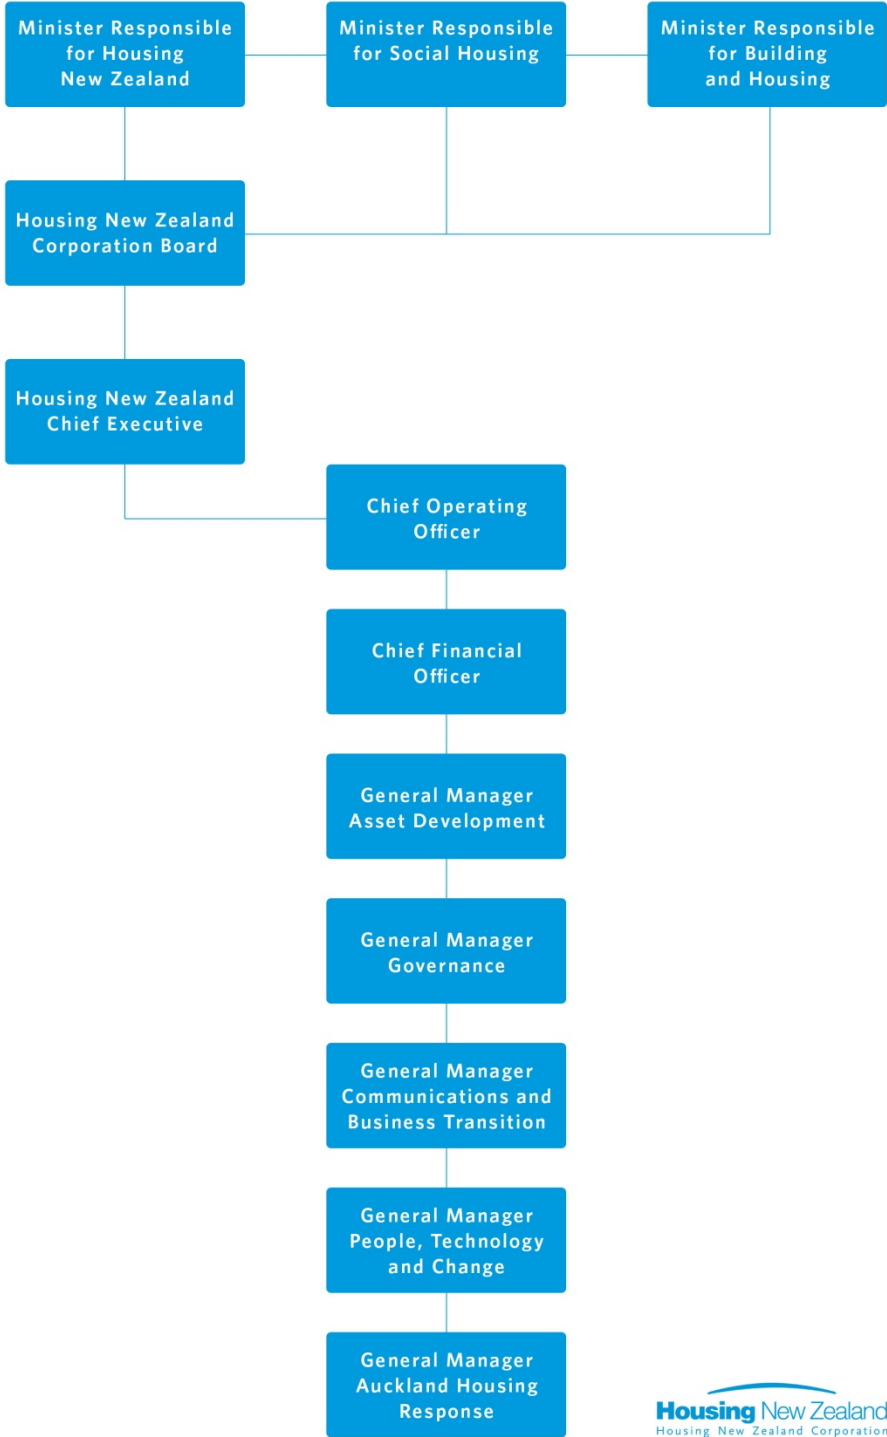 Minister Responsible
for Housing
New Zealand
Minister Responsible
for Social Housing
Minister Responsible
for Building
and Housing
Housing New Zealand
Corporation Board
Housing New Zealand
Chief Executive
Chief Operating
Officer
Chief Financial
Officer
General Manager
Asset Development
General Manager
Governance
General Manager
Communications and
Business Transition
General Manager
People, Technology
and Change
General Manager
Auckland Housing
Response
Housing New Zealand
Housing New Zealand Corporation